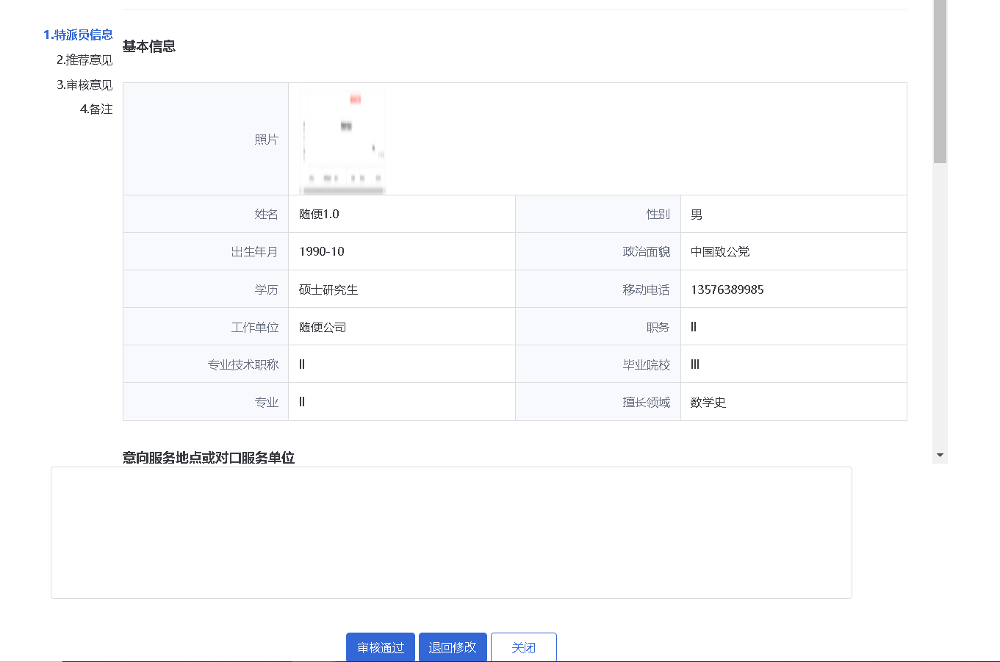 1.特派员信息
2.推荐意见
3.审核意见
4.备注
基本信息
照片
姓名 随便1.0 性别 男
出生年月 1990-10 政治面貌 中国致公党
学历 硕士研究生 移动电话 13576389985
工作单位 随便公司 职务 ll
专业技术职称 ll 毕业院校 lll
专业 ll 擅长领域 数学史
意向服务地点或对口服务单位
审核通过 退回修改 关闭